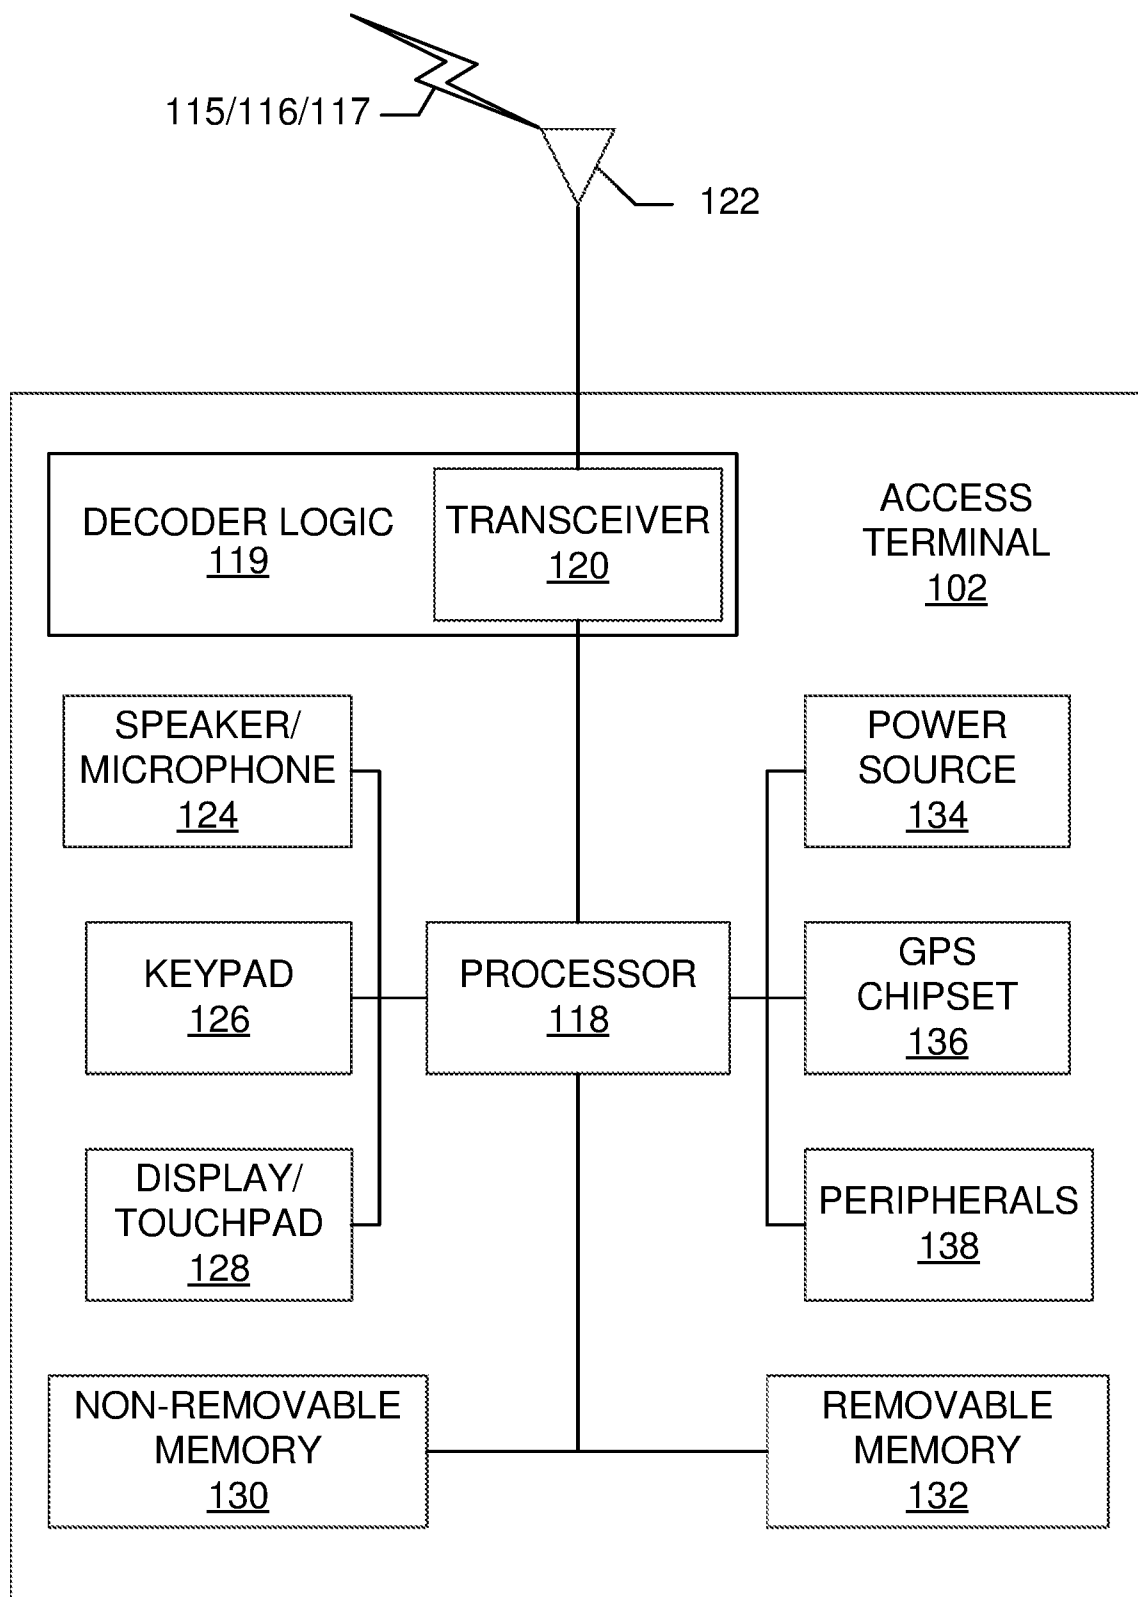 115/116/117
122
DECODER LOGIC
119
TRANSCEIVER
120
ACCESS
TERMINAL
102
SPEAKER/
MICROPHONE
124
POWER
SOURCE
134
KEYPAD
126
PROCESSOR
118
GPS
CHIPSET
136
DISPLAY/
TOUCHPAD
128
PERIPHERALS
138
NON-REMOVABLE
MEMORY
130
REMOVABLE
MEMORY
132